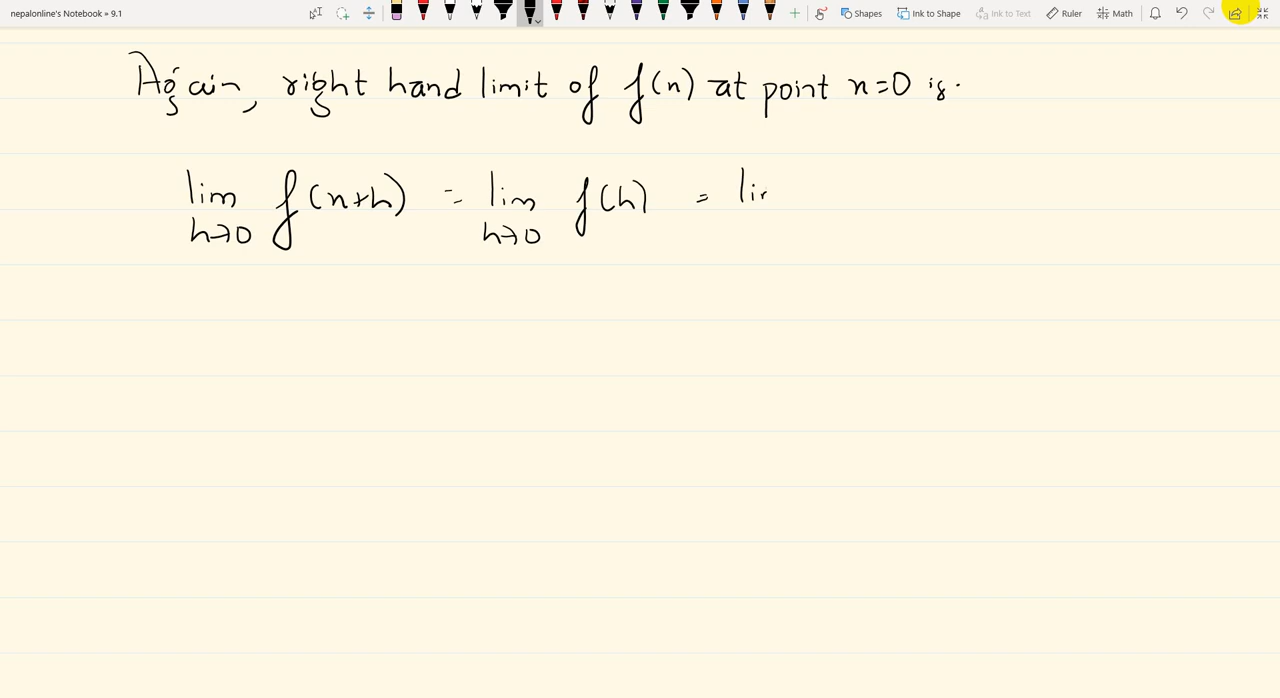 nepalonline's Notebook » 9.1
Shapes Ink to Shape Ink to Text Ruler Math
Again, right hand limit of f(n) at point n=0 is.
lim f(n+h) = lim f(h) = li
h→0 h→0